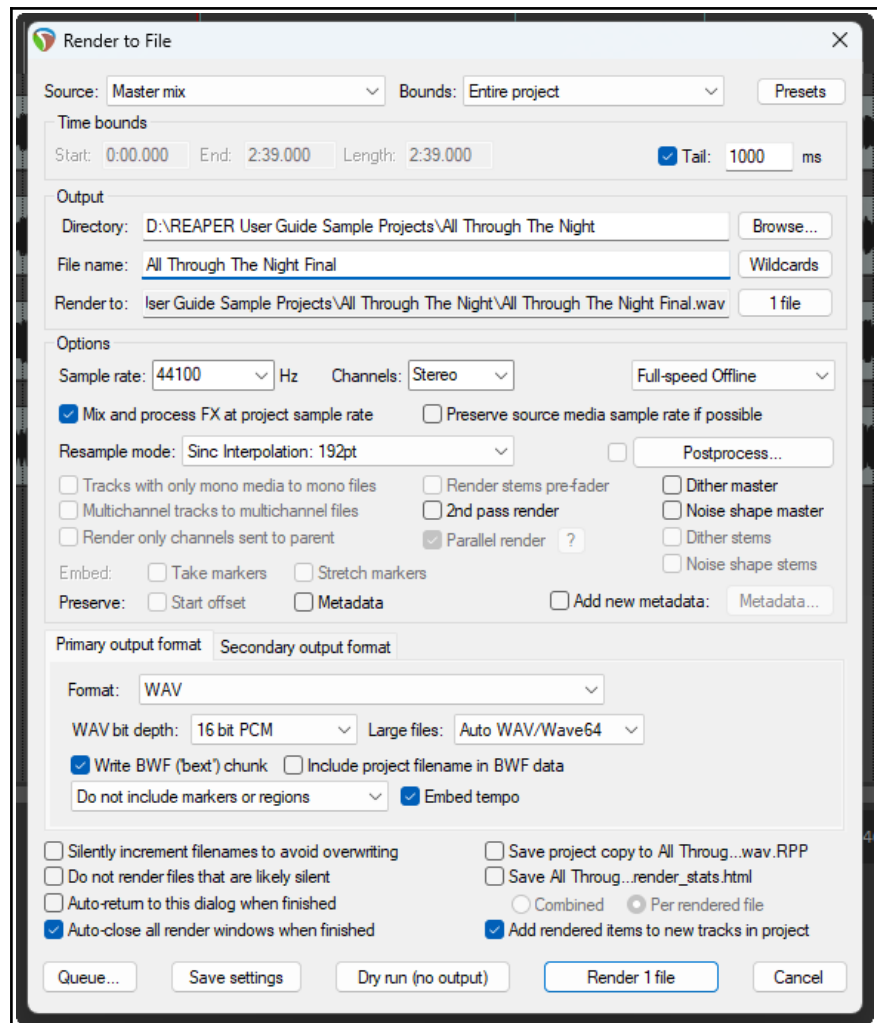 Render to File
Source: Master mix Bounds: Entire project Presets
Time bounds
Start: 0:00.000 End: 2:39.000 Length: 2:39.000 Tail: 1000 ms
Output
Directory: D:\REAPER User Guide Sample Projects\All Through The Night Browse...
File name: All Through The Night Final Wildcards
Render to: User Guide Sample Projects\All Through The Night\All Through The Night Final.wav 1 file
Options
Sample rate: 44100 Hz Channels: Stereo Full-speed Offline
Mix and process FX at project sample rate Preserve source media sample rate if possible
Resample mode: Sinc Interpolation: 192pt Postprocess...
Tracks with only mono media to mono files Render stems pre-fader Dither master
Multichannel tracks to multichannel files 2nd pass render Noise shape master
Render only channels sent to parent Parallel render ? Dither stems
Embed: Take markers Stretch markers Noise shape stems
Preserve: Start offset Metadata Add new metadata: Metadata...
Primary output format Secondary output format
Format: WAV
WAV bit depth: 16 bit PCM Large files: Auto WAV/Wave64
Write BWF ('bext') chunk Include project filename in BWF data
Do not include markers or regions Embed tempo
Silently increment filenames to avoid overwriting Save project copy to All Throug...wav.RPP
Do not render files that are likely silent Save All Throug...render_stats.html
Auto-return to this dialog when finished Combined Per rendered file
Auto-close all render windows when finished Add rendered items to new tracks in project
Queue... Save settings Dry run (no output) Render 1 file Cancel